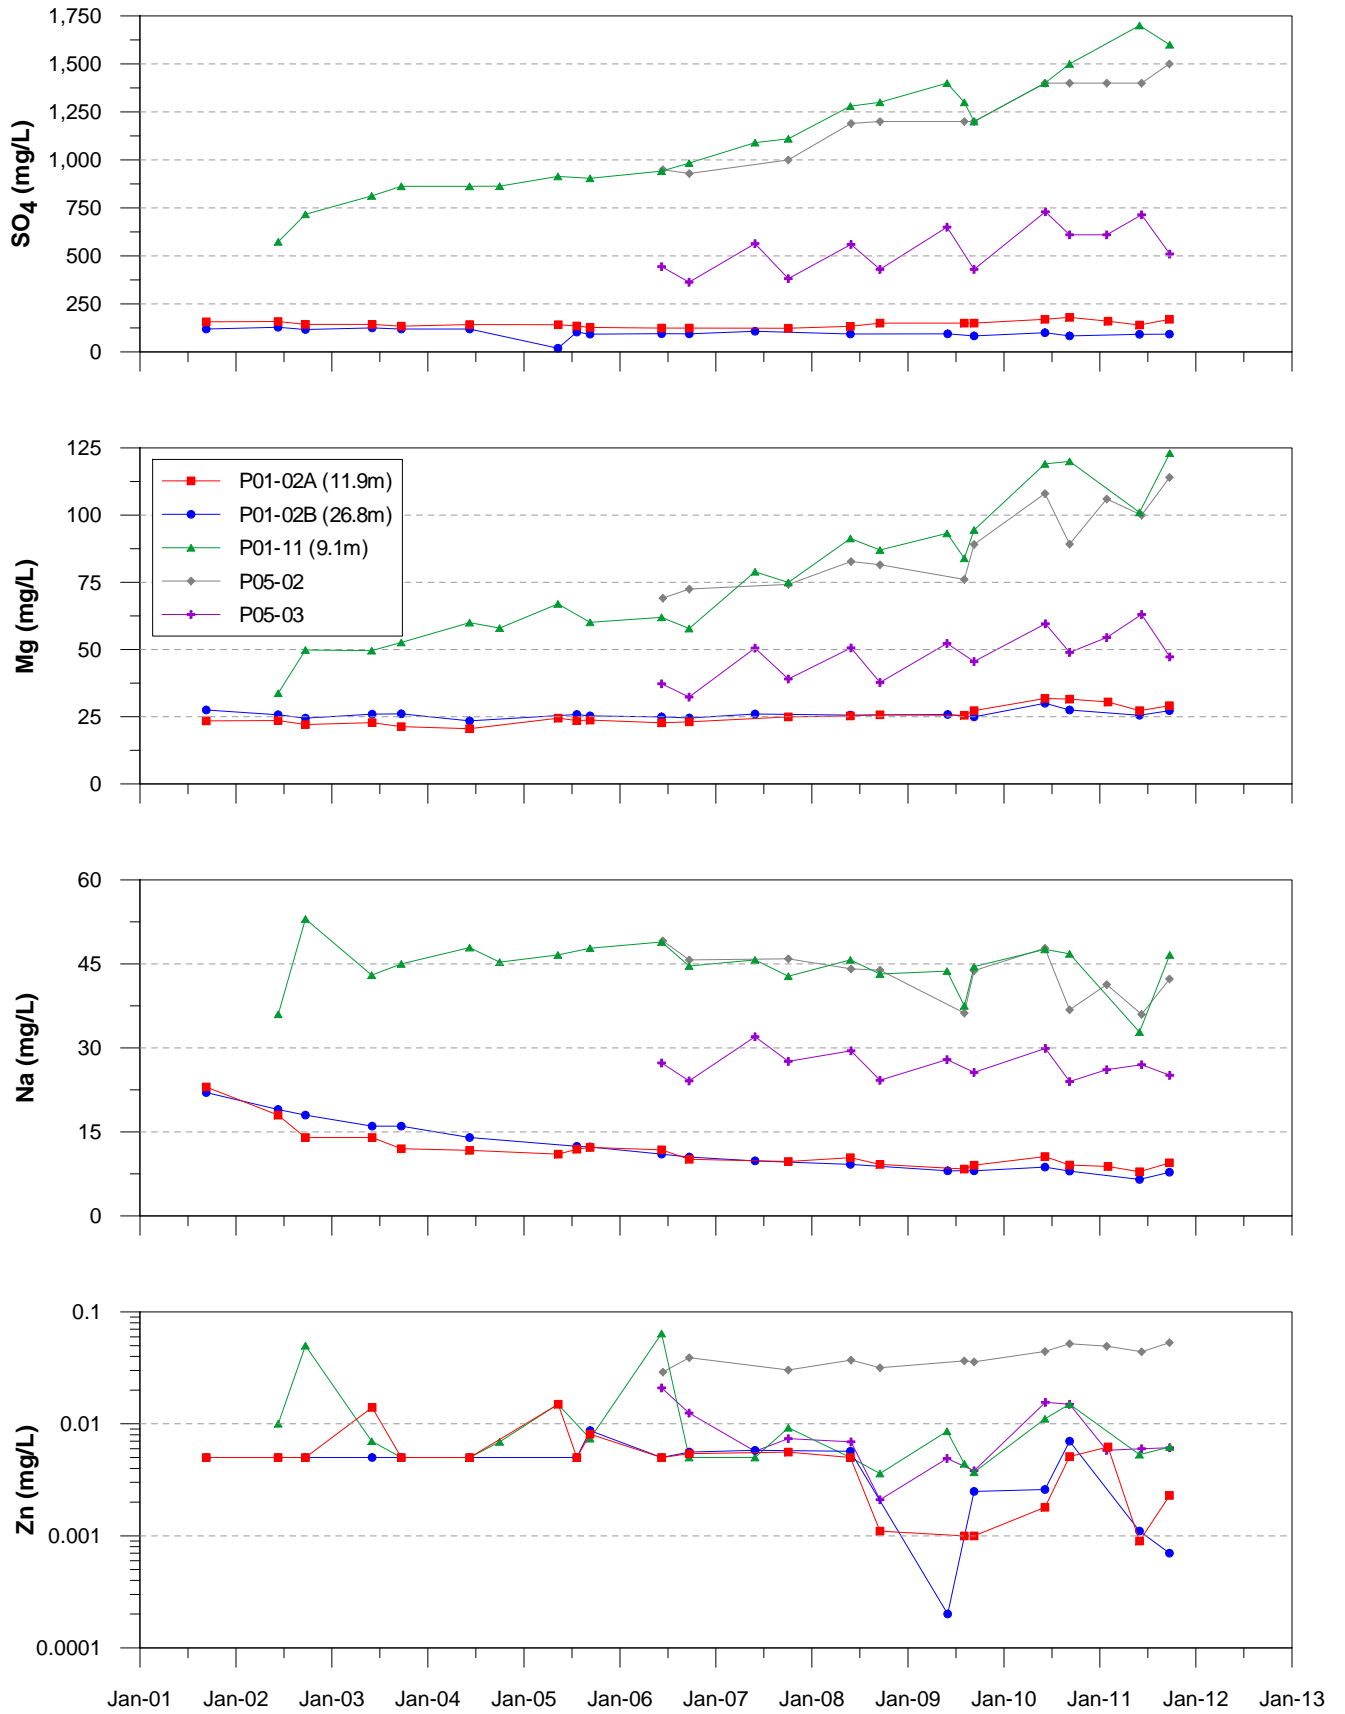 1,750
1,500
1,250
1,000
750
500
250
0
SO4 (mg/L)
125
100
75
50
25
0
Mg (mg/L)
P01-02A (11.9m)
P01-02B (26.8m)
P01-11 (9.1m)
P05-02
P05-03
60
45
30
15
0
Na (mg/L)
0.1
0.01
0.001
0.0001
Zn (mg/L)
Jan-01 Jan-02 Jan-03 Jan-04 Jan-05 Jan-06 Jan-07 Jan-08 Jan-09 Jan-10 Jan-11 Jan-12 Jan-13